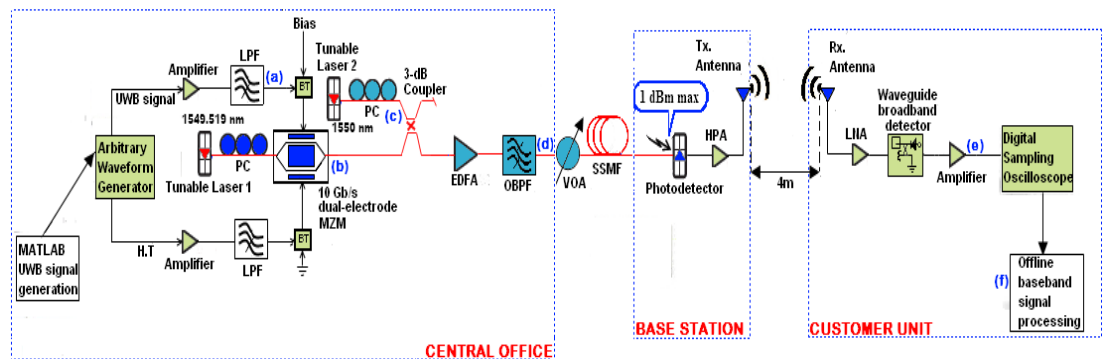 Bias
LPF
Amplifier
(a)
UWB signal
BT
Tunable
Laser 2
3-dB
Coupler
PC
(c)
1550 nm
1549.519 nm
PC
Tunable Laser 1
(b)
10 Gb/s
dual-electrode
MZM
Arbitrary
Waveform
Generator
H.T
Amplifier
LPF
BT
MATLAB
UWB signal
generation
EDFA
OBPF
(d)
VOA
SSMF
CENTRAL OFFICE
Tx.
Antenna
1 dBm max
HPA
Photodetector
BASE STATION
4m
Rx.
Antenna
LNA
Waveguide
broadband
detector
Amplifier
(e)
Digital
Sampling
Oscilloscope
(f)
Offline
baseband
signal
processing
CUSTOMER UNIT